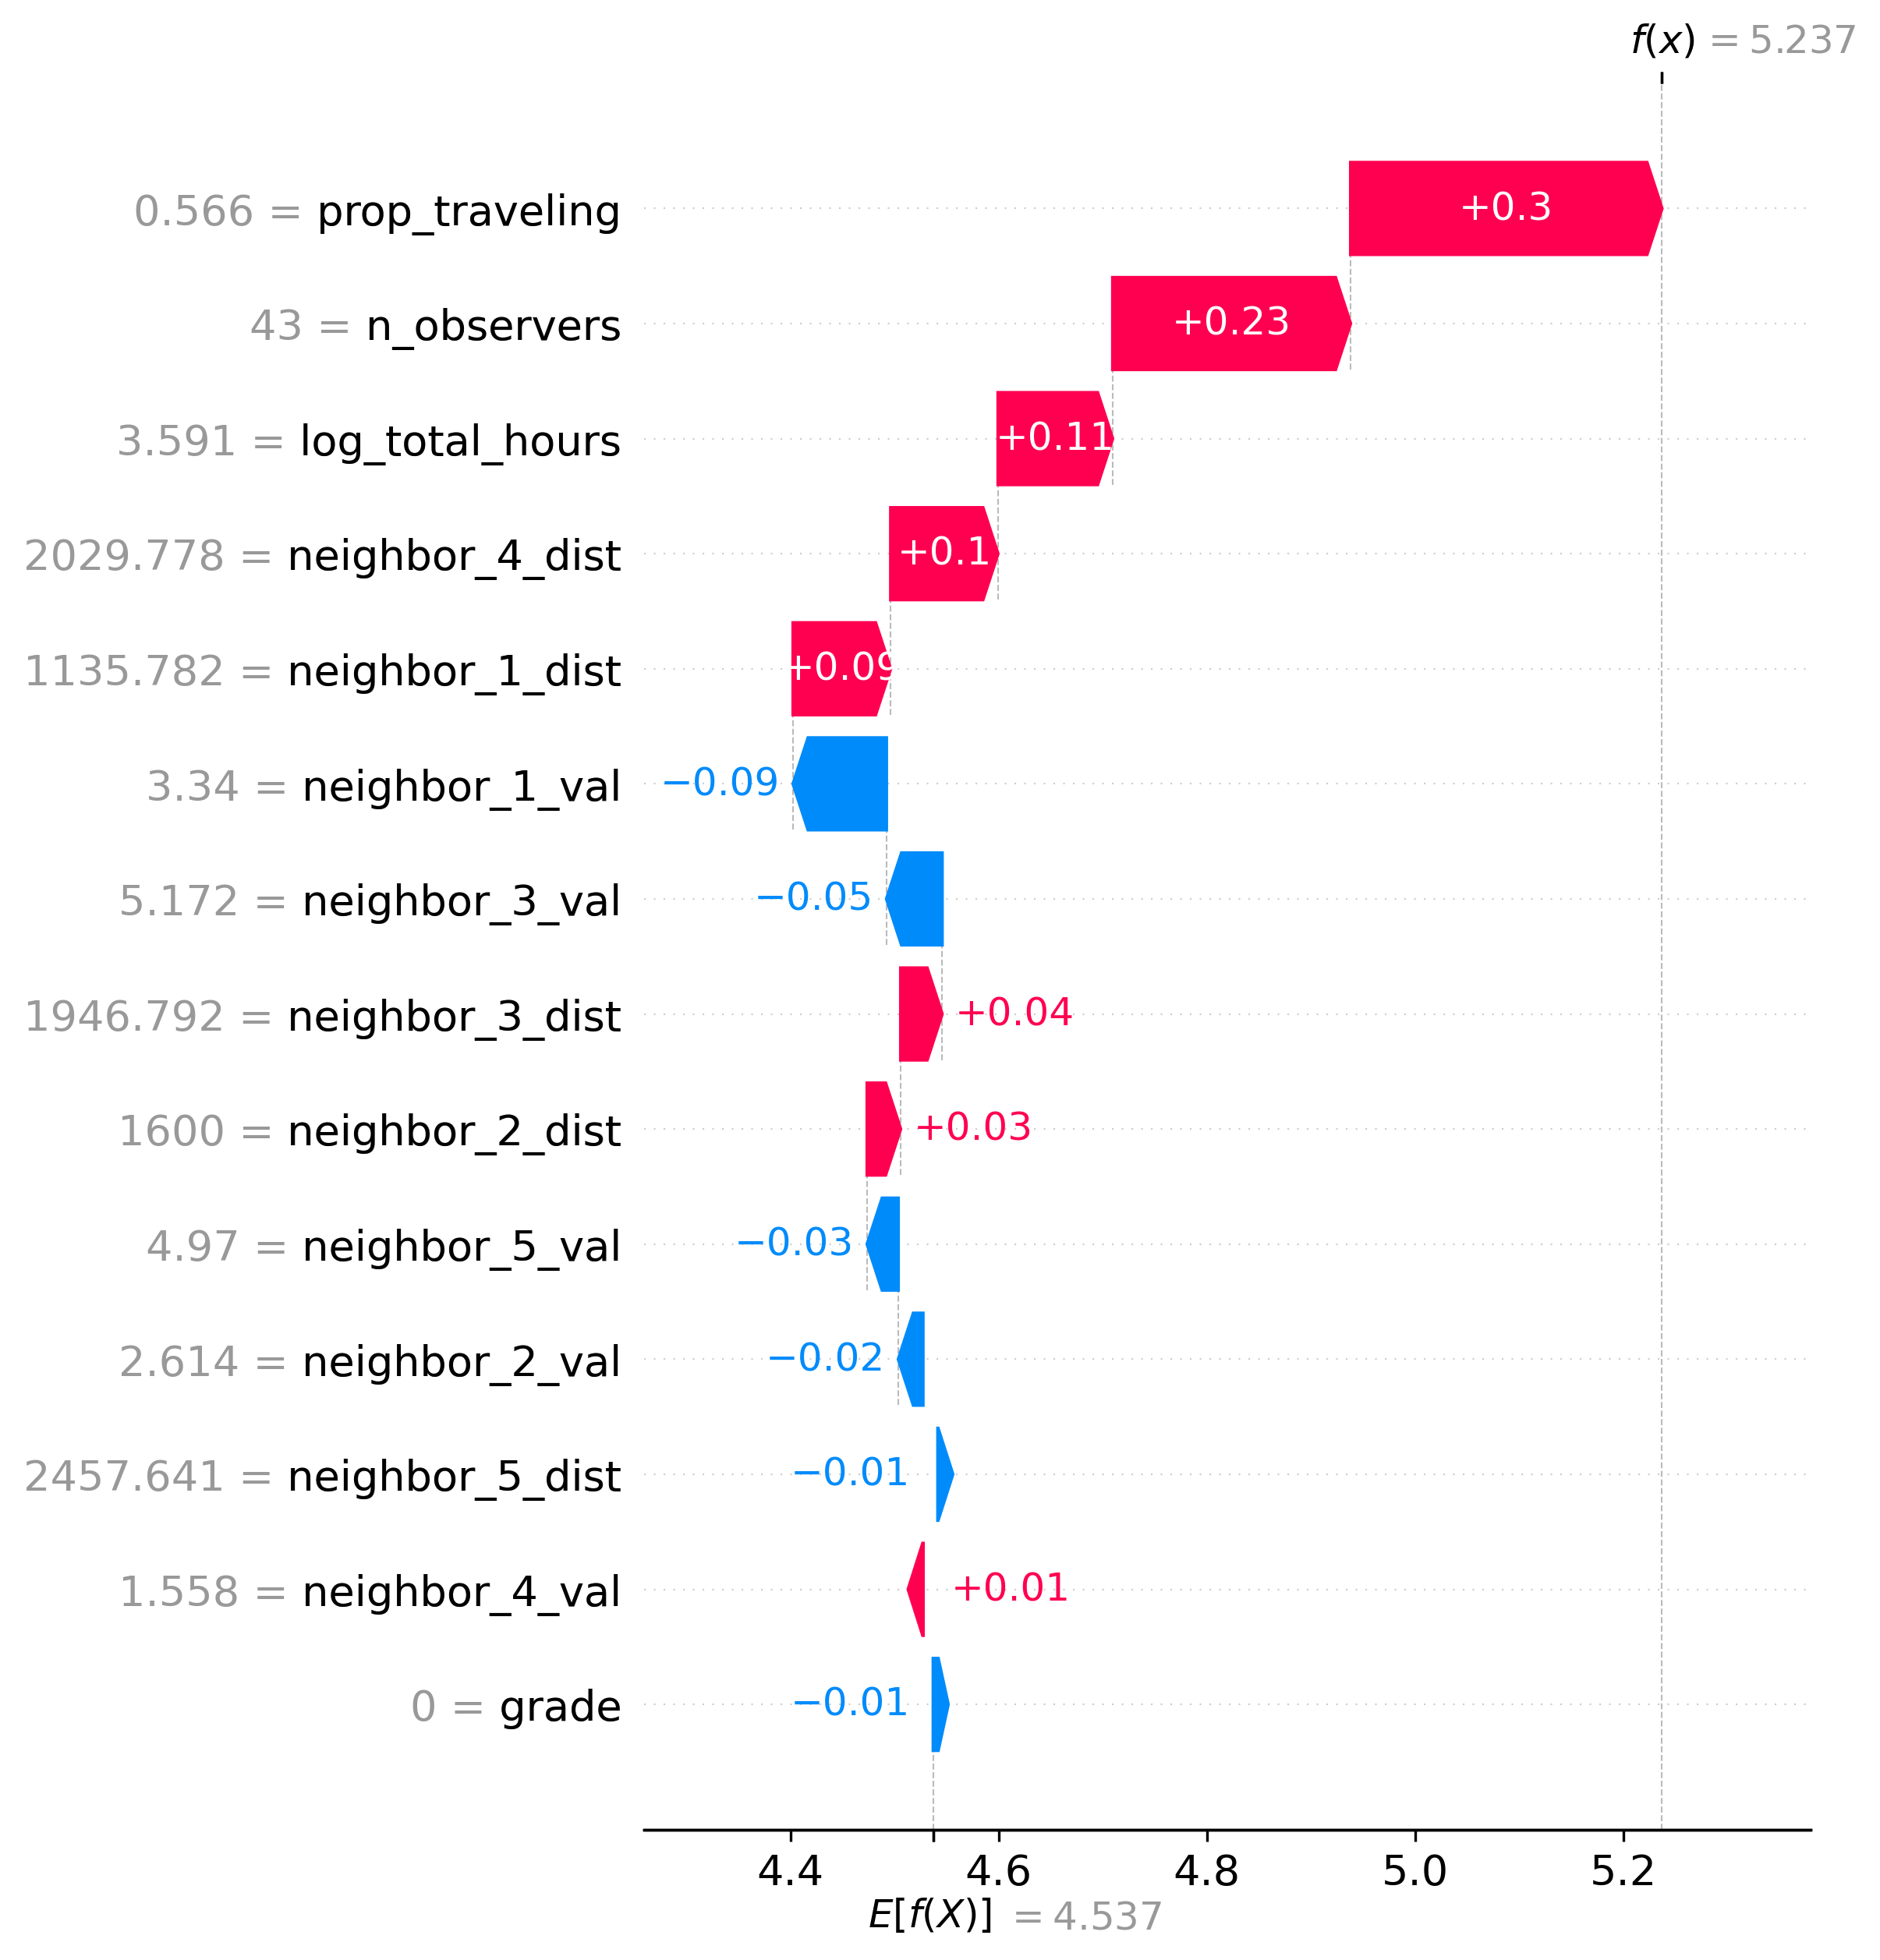 f(x) = 5.237
0.566 = prop_traveling +0.3
43 = n_observers +0.23
3.591 = log_total_hours +0.11
2029.778 = neighbor_4_dist +0.1
1135.782 = neighbor_1_dist +0.09
3.34 = neighbor_1_val −0.09
5.172 = neighbor_3_val −0.05
1946.792 = neighbor_3_dist +0.04
1600 = neighbor_2_dist +0.03
4.97 = neighbor_5_val −0.03
2.614 = neighbor_2_val −0.02
2457.641 = neighbor_5_dist −0.01
1.558 = neighbor_4_val +0.01
0 = grade −0.01
4.4 4.6 4.8 5.0 5.2
E[f(X)] = 4.537